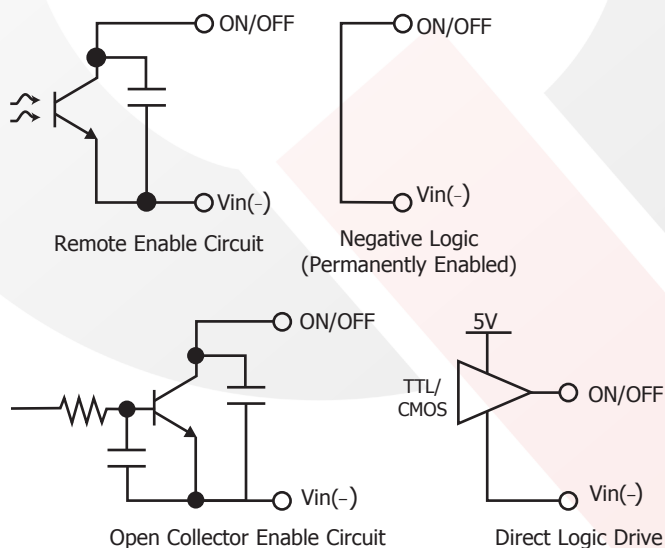 ON/OFF
Vin(–)
Remote Enable Circuit
ON/OFF
Vin(–)
Negative Logic
(Permanently Enabled)
ON/OFF
Vin(–)
Open Collector Enable Circuit
5V
TTL/
CMOS
ON/OFF
Vin(–)
Direct Logic Drive